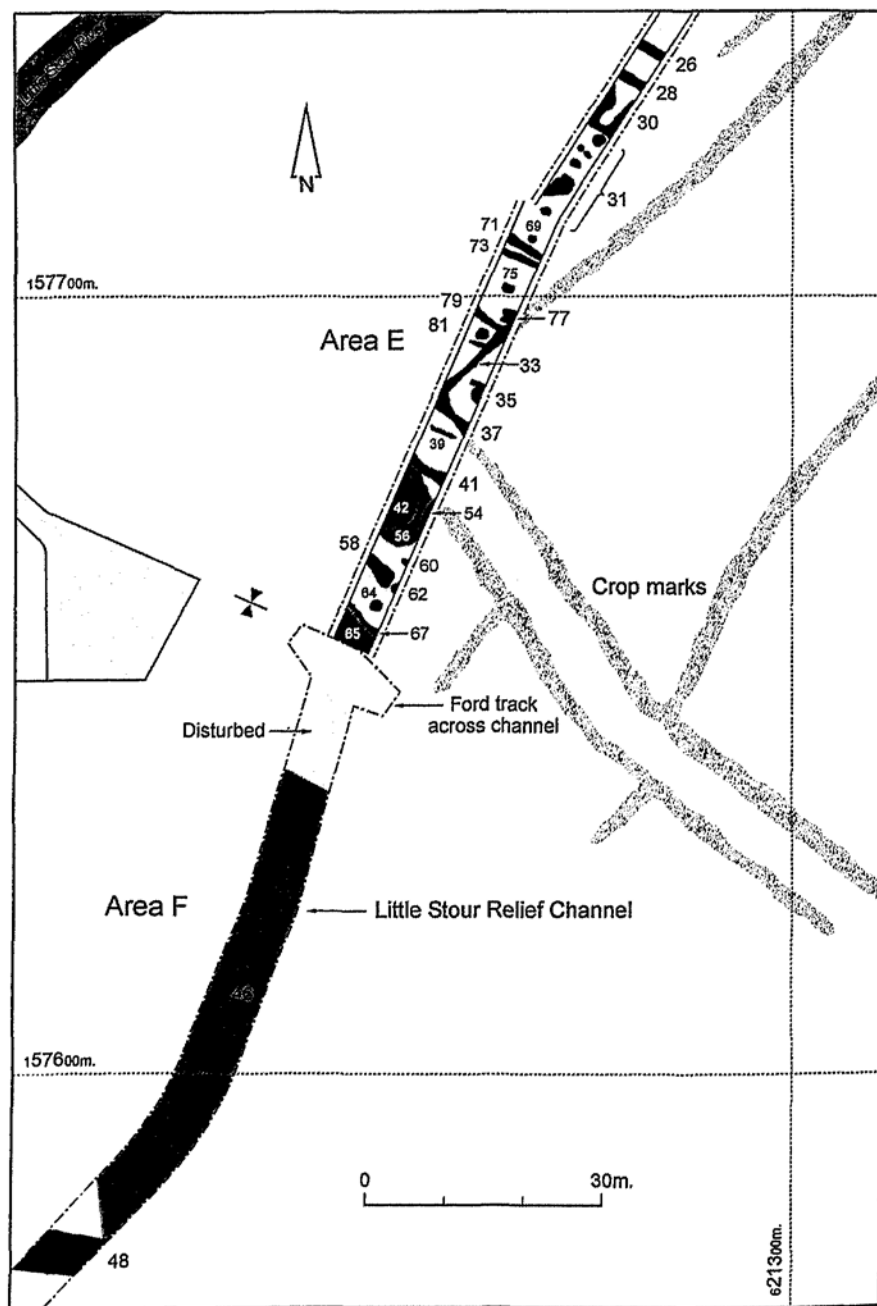 Little Stour River
26
28
30
N
31
71
69
73
75
157700m.
79
77
81
Area E
33
35
37
39
41
42
54
56
58
60
Crop marks
64
62
65
67
Ford track
across channel
Disturbed
Area F
Little Stour Relief Channel
46
157600m.
0 30m.
48
621300m.